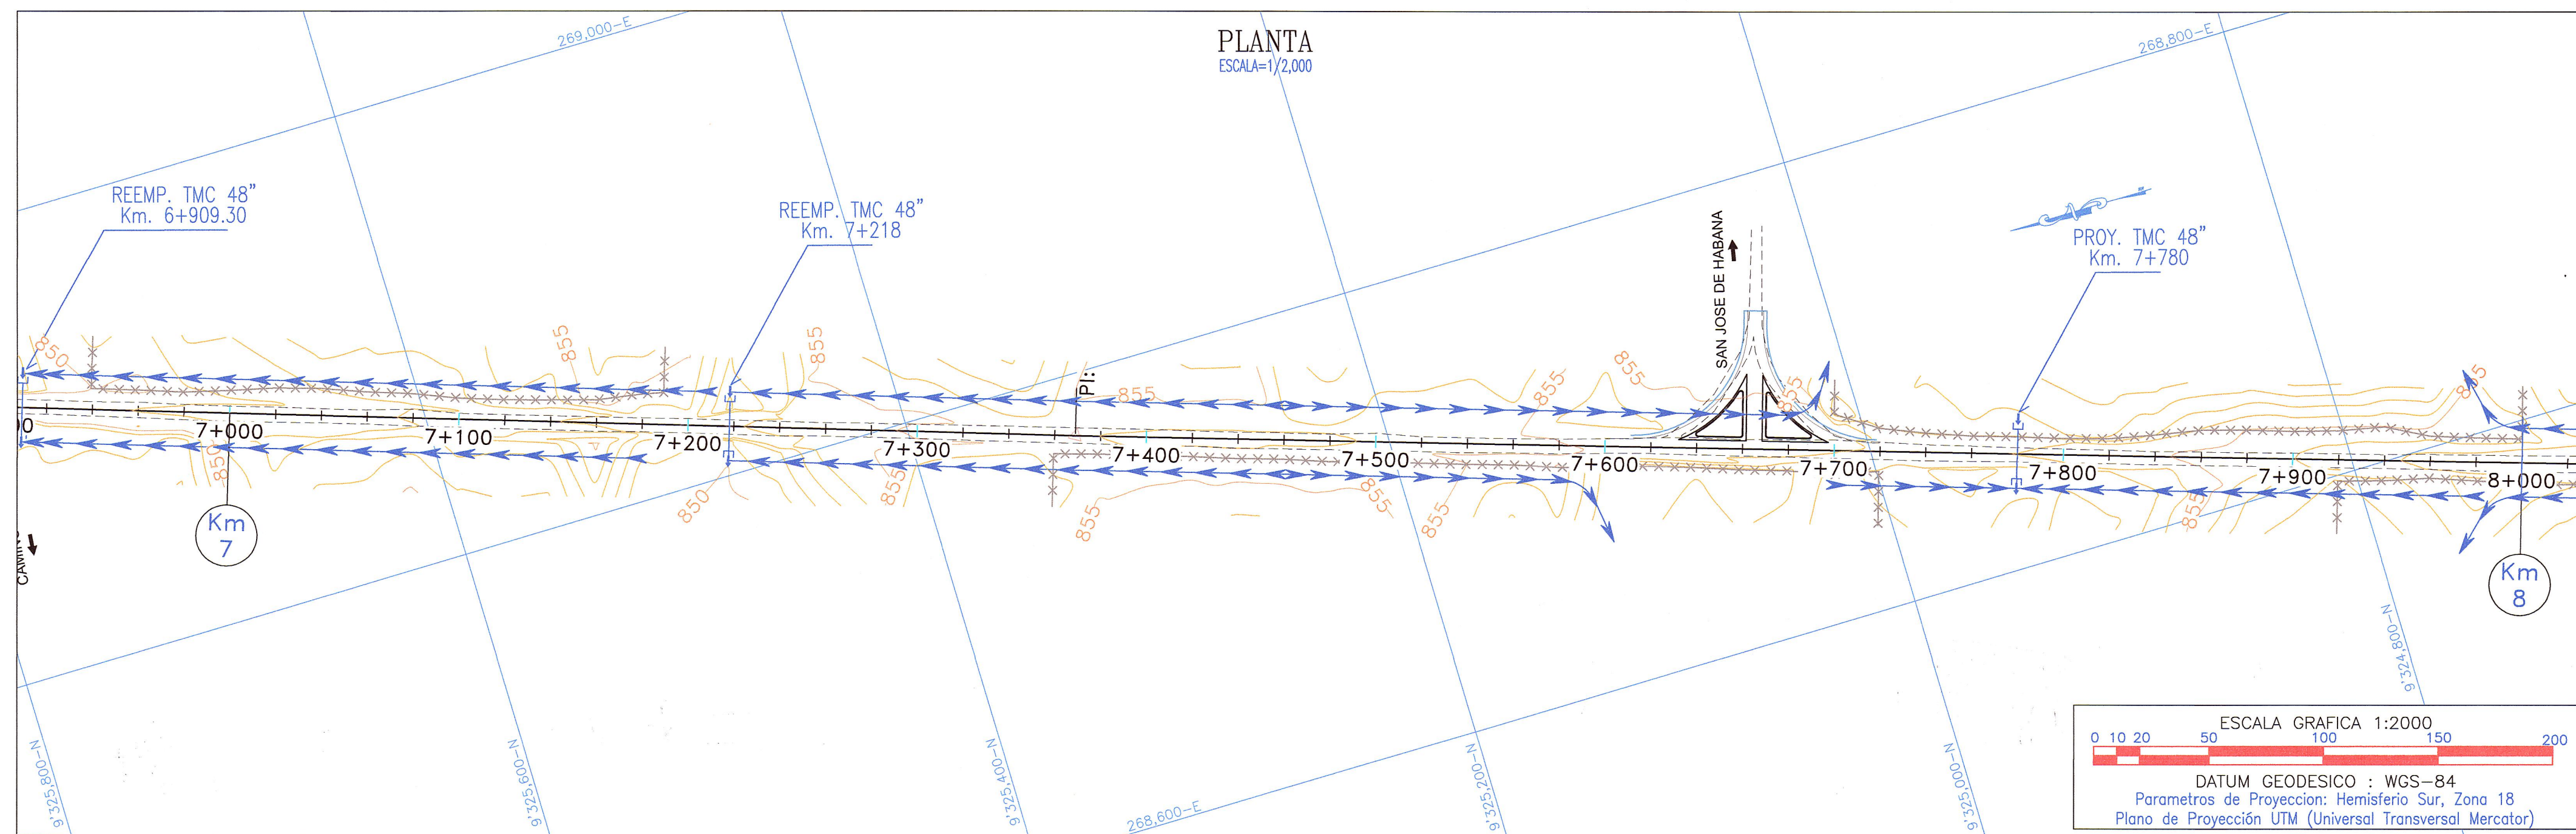 PLANTA
ESCALA=1/2,000
269,000-E
268,800-E
REEMP. TMC 48"
Km. 6+909.30
REEMP. TMC 48"
Km. 7+218
SAN JOSE DE HABANA
PROY. TMC 48"
Km. 7+780
850
855
855
PI:
855
855
855
855
855
7+000
7+100
7+200
7+300
7+400
7+500
7+600
7+700
7+800
7+900
8+000
850
850
855
855
855
855
855
Km
7
Km
8
CAMINO
9'325,800-N
9'325,600-N
9'325,400-N
9'325,200-N
9'325,000-N
9'324,800-N
268,600-E
ESCALA GRAFICA 1:2000
0 10 20 50 100 150 200
DATUM GEODESICO : WGS-84
Parametros de Proyeccion: Hemisferio Sur, Zona 18
Plano de Proyección UTM (Universal Transversal Mercator)